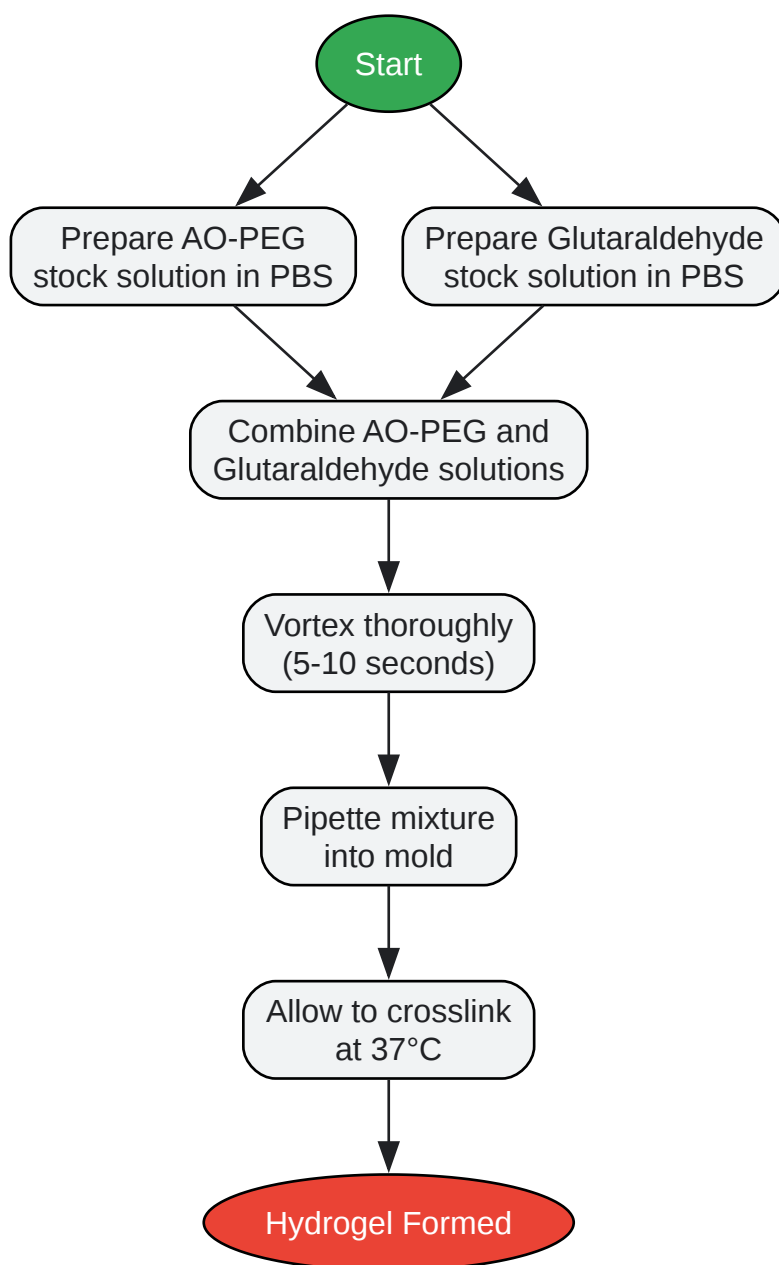 Start
Prepare AO-PEG
stock solution in PBS
Prepare Glutaraldehyde
stock solution in PBS
Combine AO-PEG and
Glutaraldehyde solutions
Vortex thoroughly
(5-10 seconds)
Pipette mixture
into mold
Allow to crosslink
at 37°C
Hydrogel Formed